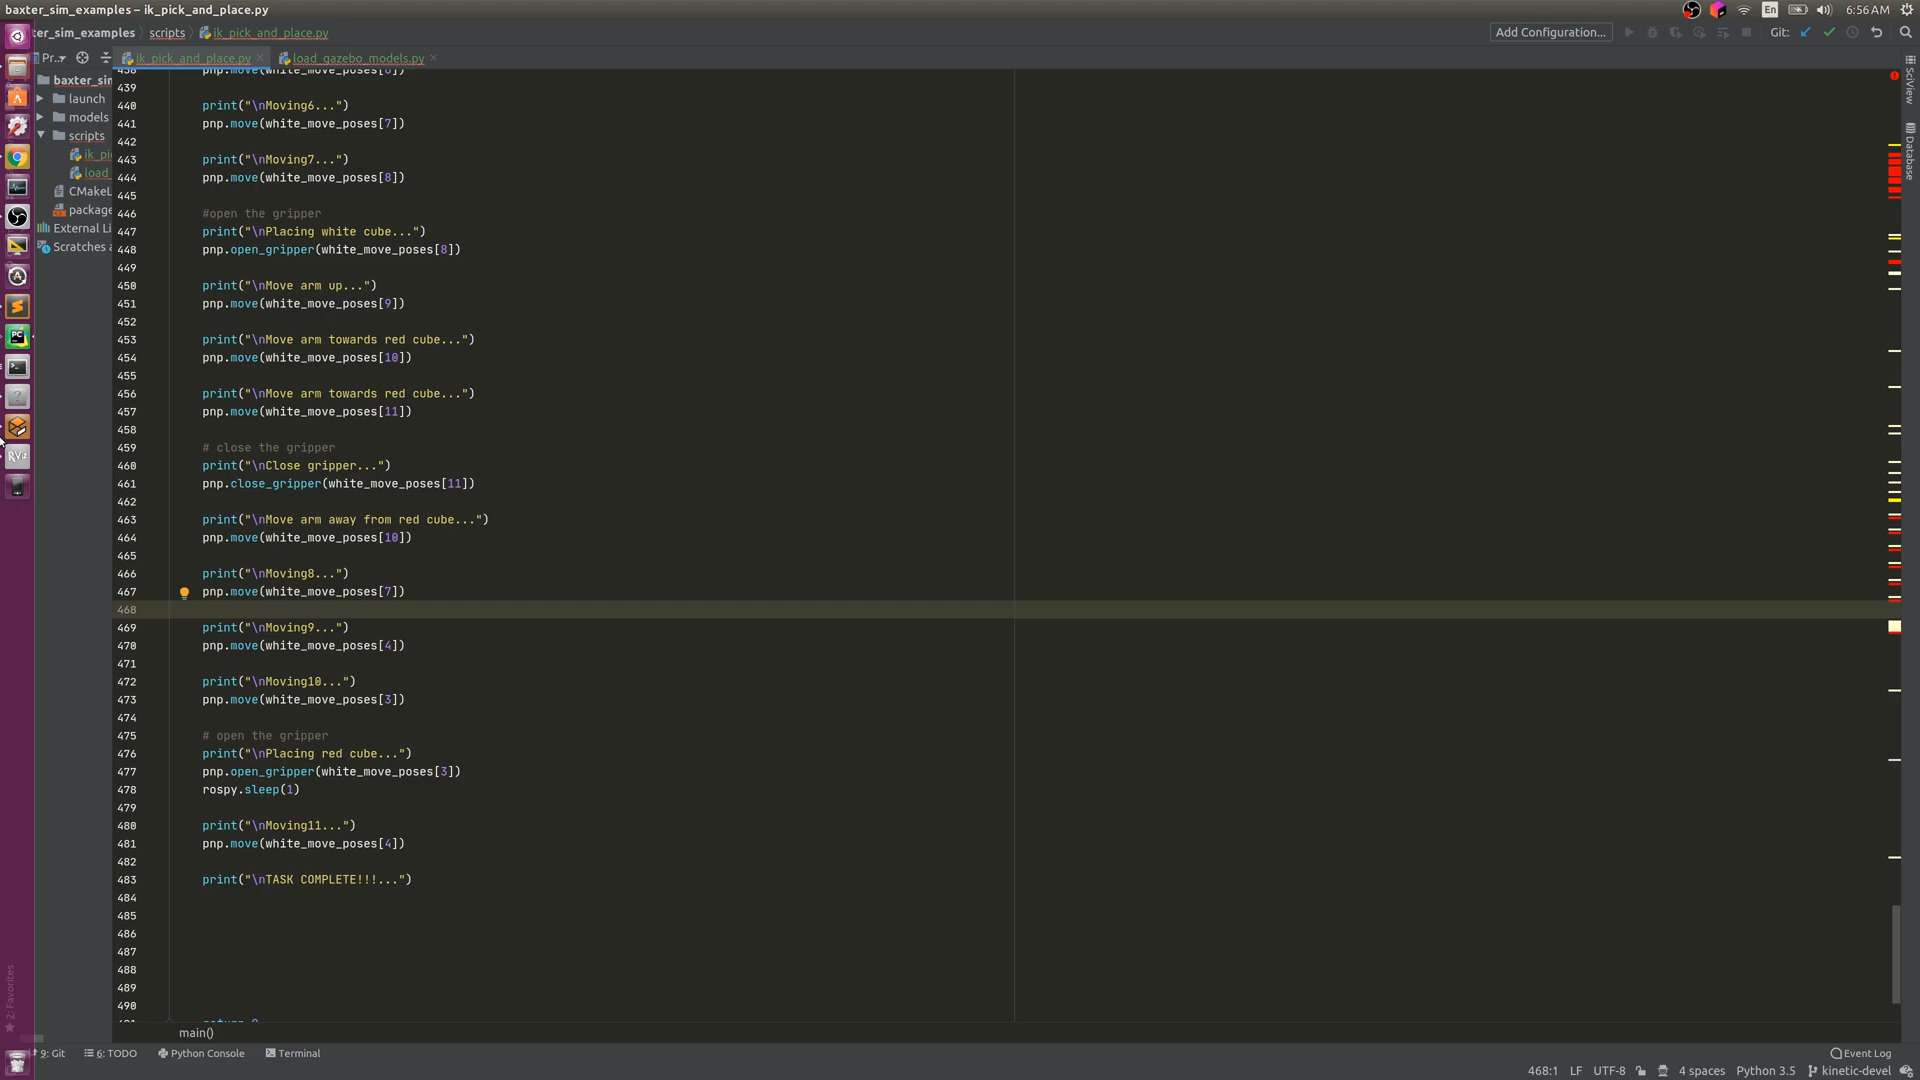 baxter_sim_examples – ik_pick_and_place.py
En
6:56 AM
ter_sim_examples
scripts
ik_pick_and_place.py
Add Configuration...
Git:
Pr..
ik_pick_and_place.py
load_gazebo_models.py
baxter_sim
launch
models
scripts
ik_pi
load_
CMakeL
package
External Li
Scratches a
438 pnp.move(white_move_poses[6])
439
440 print("\nMoving6...")
441 pnp.move(white_move_poses[7])
442
443 print("\nMoving7...")
444 pnp.move(white_move_poses[8])
445
446 #open the gripper
447 print("\nPlacing white cube...")
448 pnp.open_gripper(white_move_poses[8])
449
450 print("\nMove arm up...")
451 pnp.move(white_move_poses[9])
452
453 print("\nMove arm towards red cube...")
454 pnp.move(white_move_poses[10])
455
456 print("\nMove arm towards red cube...")
457 pnp.move(white_move_poses[11])
458
459 # close the gripper
460 print("\nClose gripper...")
461 pnp.close_gripper(white_move_poses[11])
462
463 print("\nMove arm away from red cube...")
464 pnp.move(white_move_poses[10])
465
466 print("\nMoving8...")
467 pnp.move(white_move_poses[7])
468
469 print("\nMoving9...")
470 pnp.move(white_move_poses[4])
471
472 print("\nMoving10...")
473 pnp.move(white_move_poses[3])
474
475 # open the gripper
476 print("\nPlacing red cube...")
477 pnp.open_gripper(white_move_poses[3])
478 rospy.sleep(1)
479
480 print("\nMoving11...")
481 pnp.move(white_move_poses[4])
482
483 print("\nTASK COMPLETE!!!...")
484
485
486
487
488
489
490
main()
SciView
Database
2: Favorites
PC
RVi
9: Git
6: TODO
Python Console
Terminal
Event Log
468:1
LF
UTF-8
4 spaces
Python 3.5
kinetic-devel